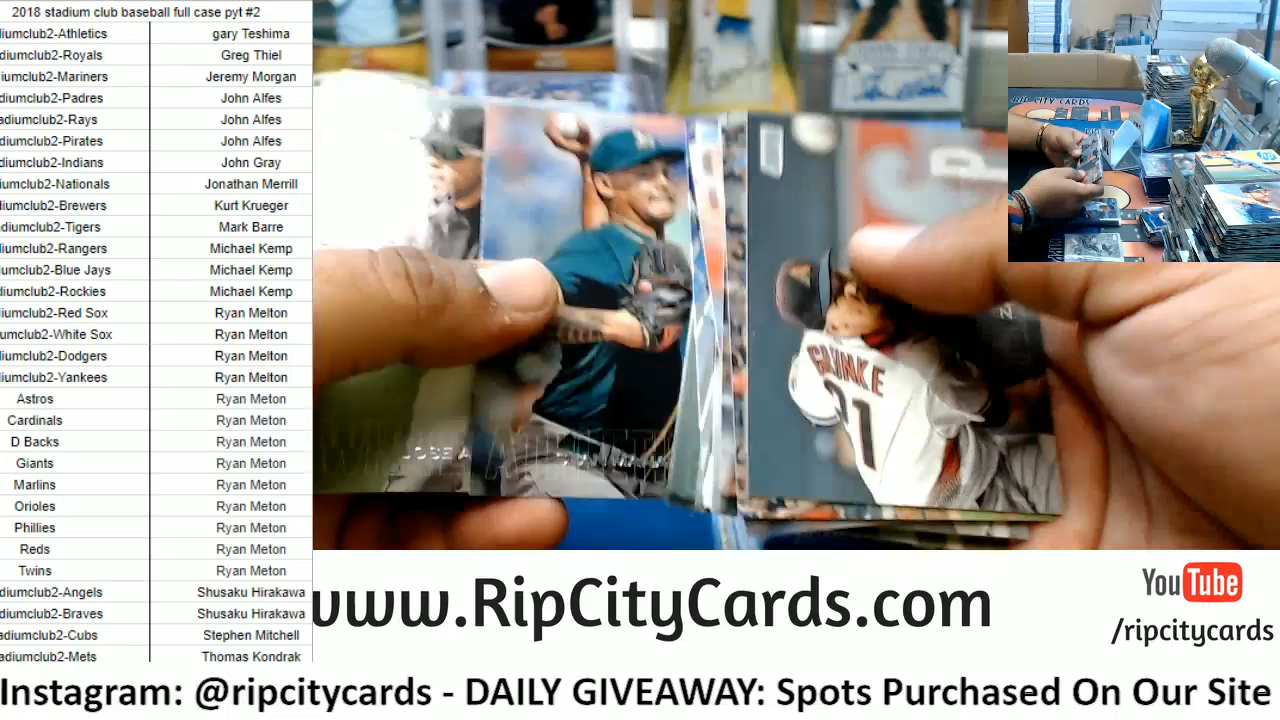 2018 stadium club baseball full case pyt #2
diumclub2-Athletics gary Teshima
diumclub2-Royals Greg Thiel
iumclub2-Mariners Jeremy Morgan
diumclub2-Padres John Alfes
adiumclub2-Rays John Alfes
diumclub2-Pirates John Alfes
diumclub2-Indians John Gray
iumclub2-Nationals Jonathan Merrill
iumclub2-Brewers Kurt Krueger
adiumclub2-Tigers Mark Barre
iumclub2-Rangers Michael Kemp
diumclub2-Blue Jays Michael Kemp
diumclub2-Rockies Michael Kemp
diumclub2-Red Sox Ryan Melton
umclub2-White Sox Ryan Melton
iumclub2-Dodgers Ryan Melton
iumclub2-Yankees Ryan Melton
Astros Ryan Meton
Cardinals Ryan Meton
D Backs Ryan Meton
Giants Ryan Meton
Marlins Ryan Meton
Orioles Ryan Meton
Phillies Ryan Meton
Reds Ryan Meton
Twins Ryan Meton
diumclub2-Angels Shusaku Hirakawa
diumclub2-Braves Shusaku Hirakawa
adiumclub2-Cubs Stephen Mitchell
adiumclub2-Mets Thomas Kondrak
RIP CITY CARDS
JOSE A
21
www.RipCityCards.com
YouTube
/ripcitycards
Instagram: @ripcitycards - DAILY GIVEAWAY: Spots Purchased On Our Site